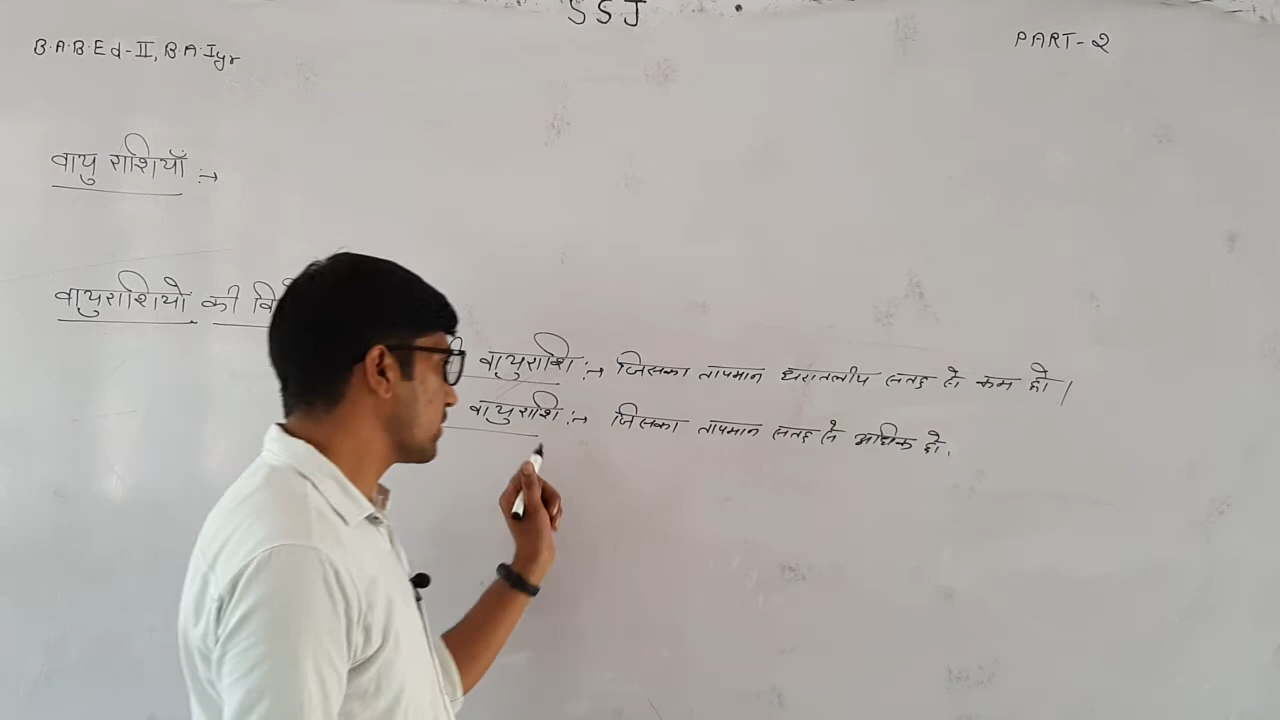 SSJ
B.A.B.Ed-II, B.A.Iyr
PART-2
वायु राशियाँ :→
वायुराशियो की
वायुराशि :→ जिसका तापमान धरातलीय सतह से कम हो।
वायुराशि :→ जिसका तापमान सतह से अधिक हो.